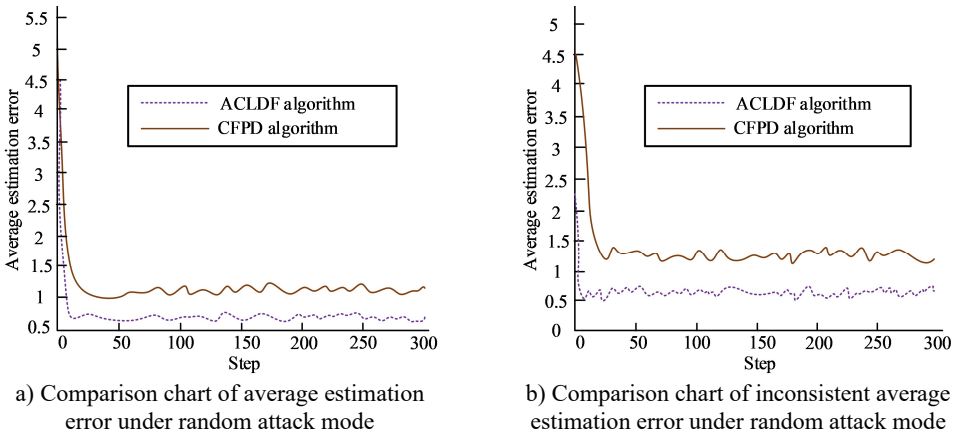 5.5
5
4.5
4
3.5
3
2.5
2
1.5
1
0.5
Average estimation error
ACLDF algorithm
CFPD algorithm
0 50 100 150 200 250 300
Step
a) Comparison chart of average estimation
error under random attack mode
5
4.5
4
3.5
3
2.5
2
1.5
1
0.5
0
Average estimation error
ACLDF algorithm
CFPD algorithm
0 50 100 150 200 250 300
Step
b) Comparison chart of inconsistent average
estimation error under random attack mode